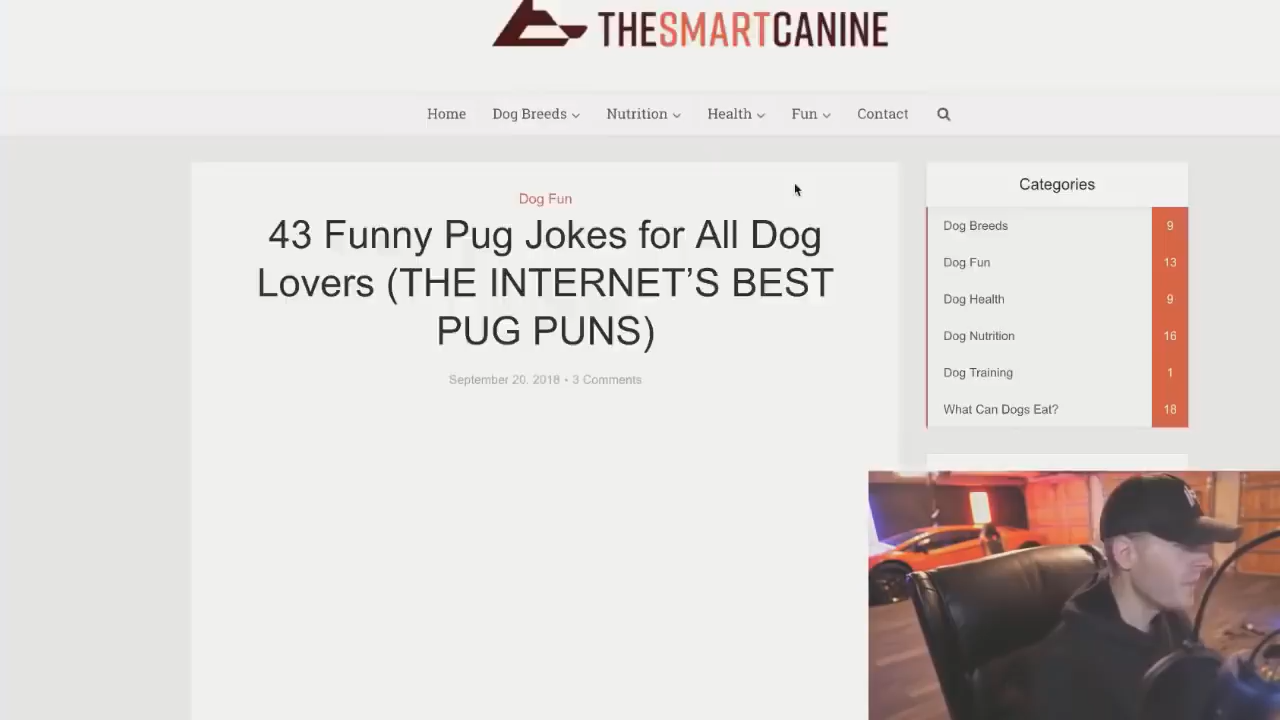 THESMARTCANINE
Home Dog Breeds Nutrition Health Fun Contact
Dog Fun
43 Funny Pug Jokes for All Dog
Lovers (THE INTERNET'S BEST
PUG PUNS)
September 20, 2018 • 3 Comments
Categories
Dog Breeds 9
Dog Fun 13
Dog Health 9
Dog Nutrition 16
Dog Training 1
What Can Dogs Eat? 18